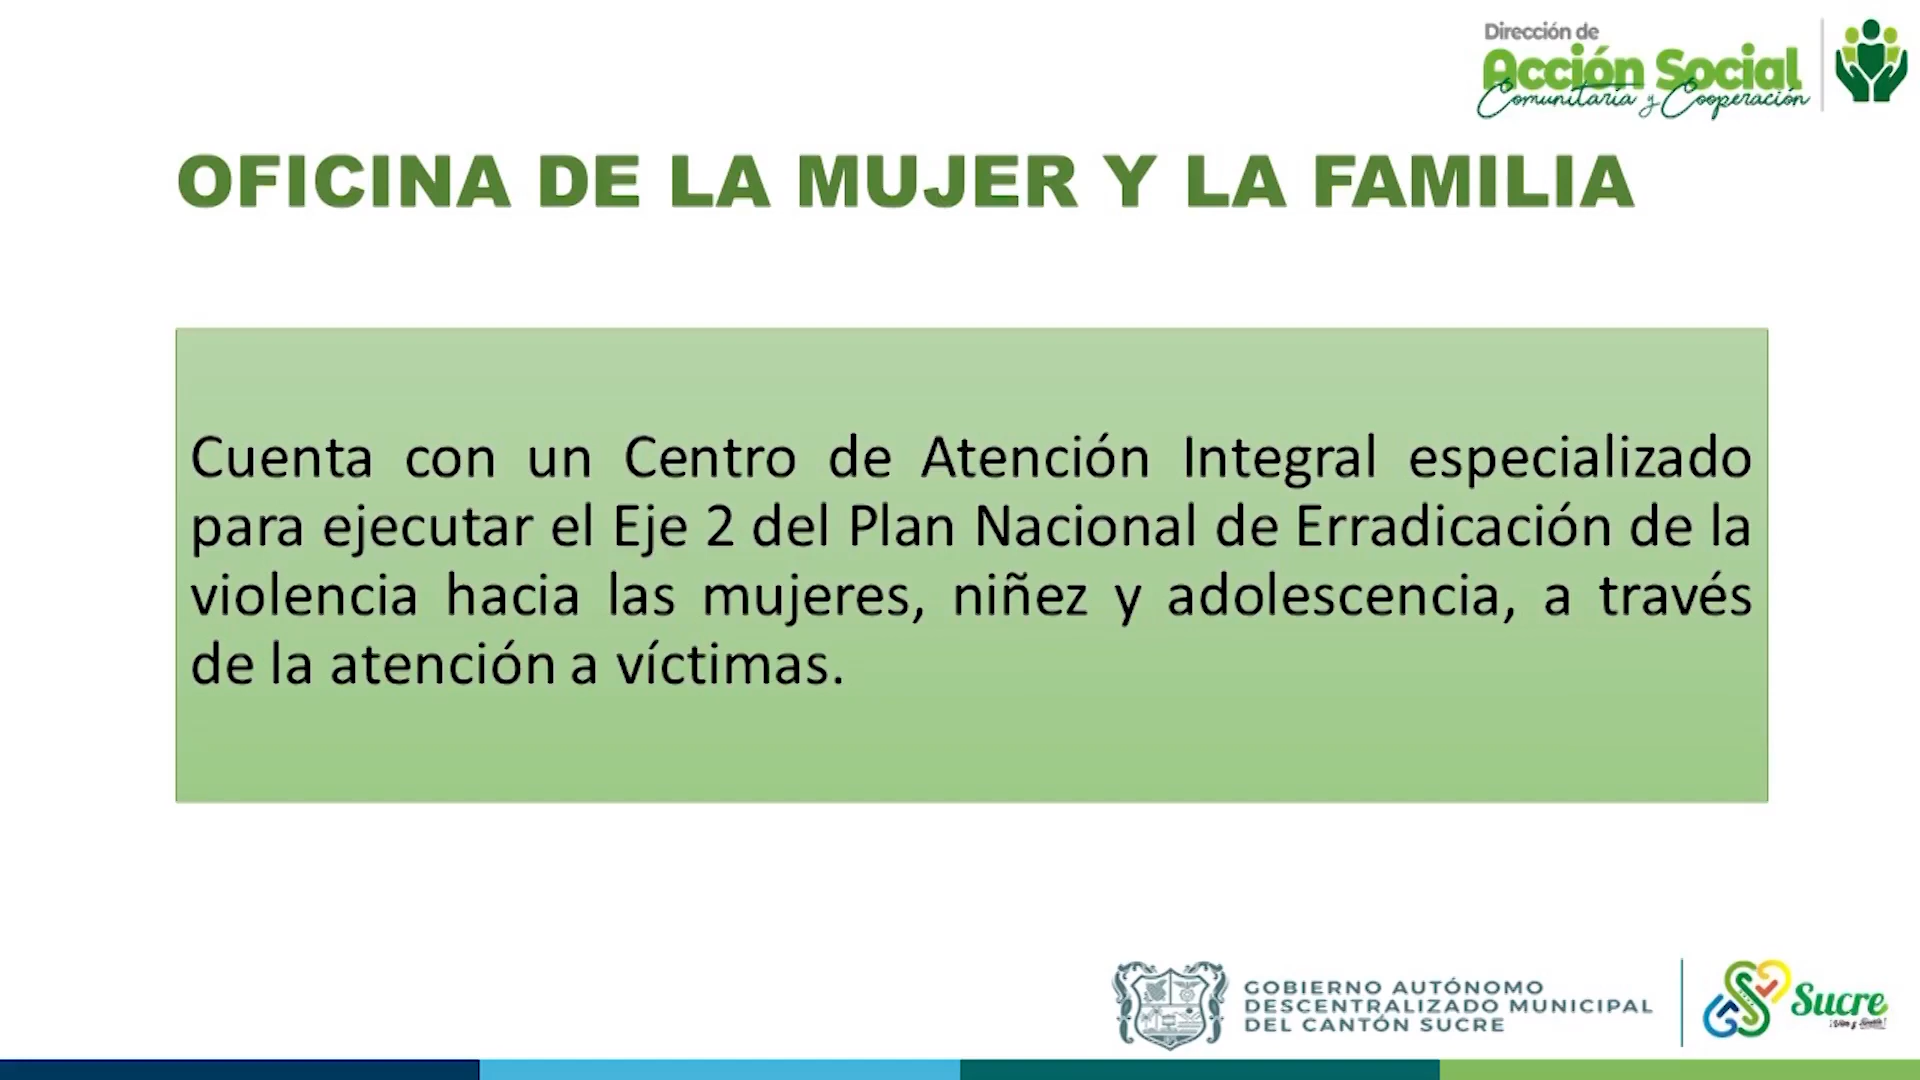 Dirección de
Acción Social
Comunitaria y Cooperación
OFICINA DE LA MUJER Y LA FAMILIA
Cuenta con un Centro de Atención Integral especializado
para ejecutar el Eje 2 del Plan Nacional de Erradicación de la
violencia hacia las mujeres, niñez y adolescencia, a través
de la atención a víctimas.
GOBIERNO AUTÓNOMO
DESCENTRALIZADO MUNICIPAL
DEL CANTÓN SUCRE
Sucre